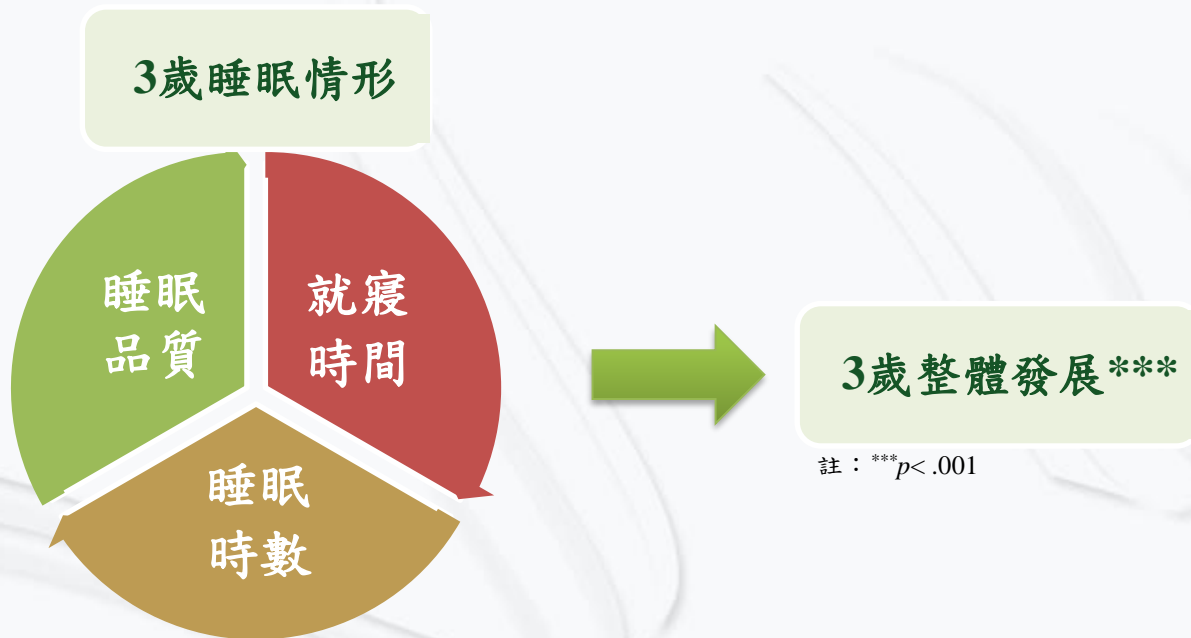 3歲睡眠情形
睡眠
品質
就寢
時間
睡眠
時數
3歲整體發展***
註：***p< .001